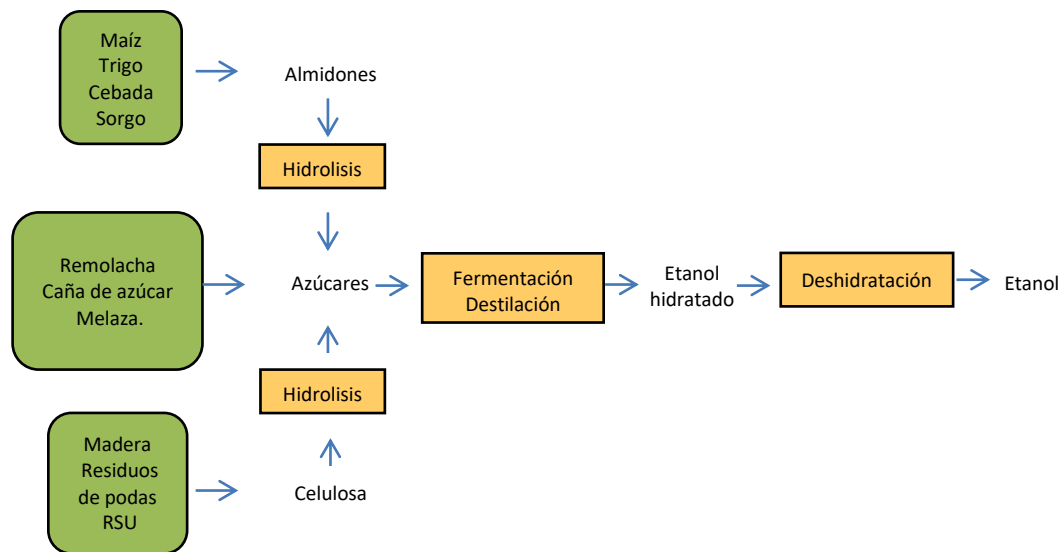 Maíz
Trigo
Cebada
Sorgo
Almidones
Hidrolisis
Remolacha
Caña de azúcar
Melaza.
Azúcares
Fermentación
Destilación
Etanol
hidratado
Deshidratación
Etanol
Hidrolisis
Madera
Residuos
de podas
RSU
Celulosa